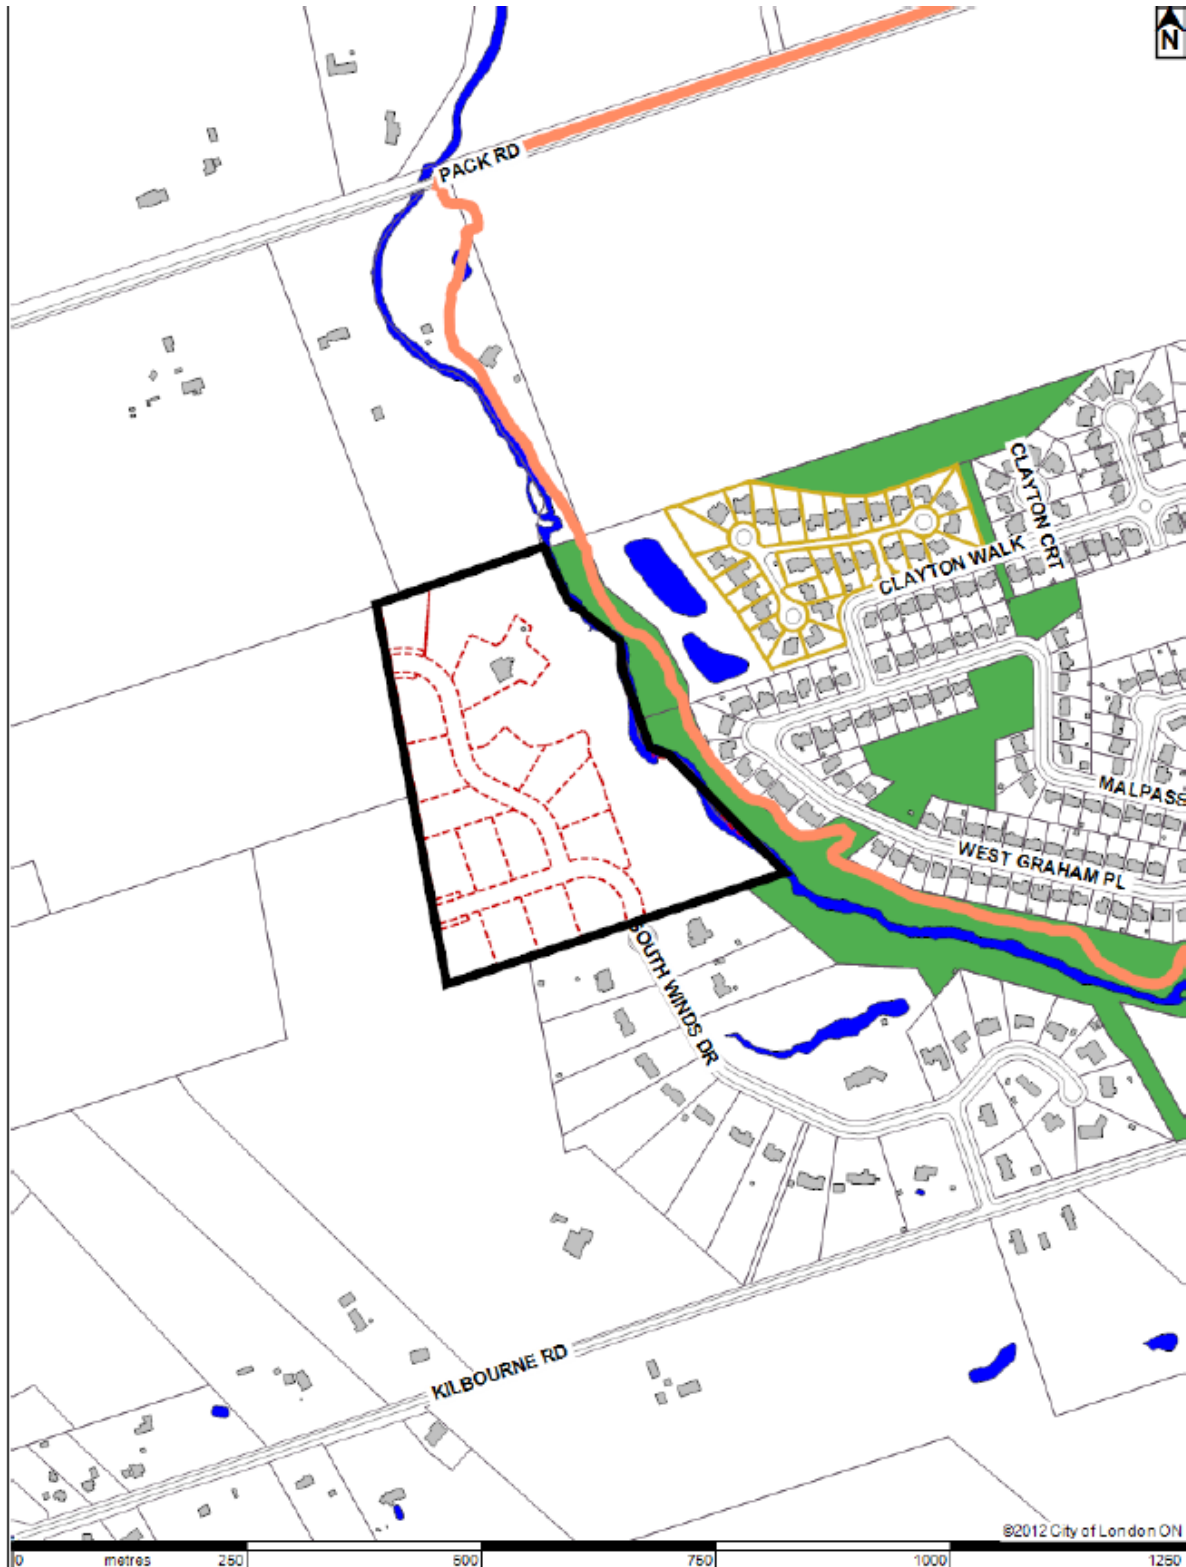 N
PACK RD
CLAYTON CRT
CLAYTON WALK
MALPASS
WEST GRAHAM PL
SOUTH WINDS DR
KILBOURNE RD
©2012 City of London ON
0 metres 250 500 750 1000 1250